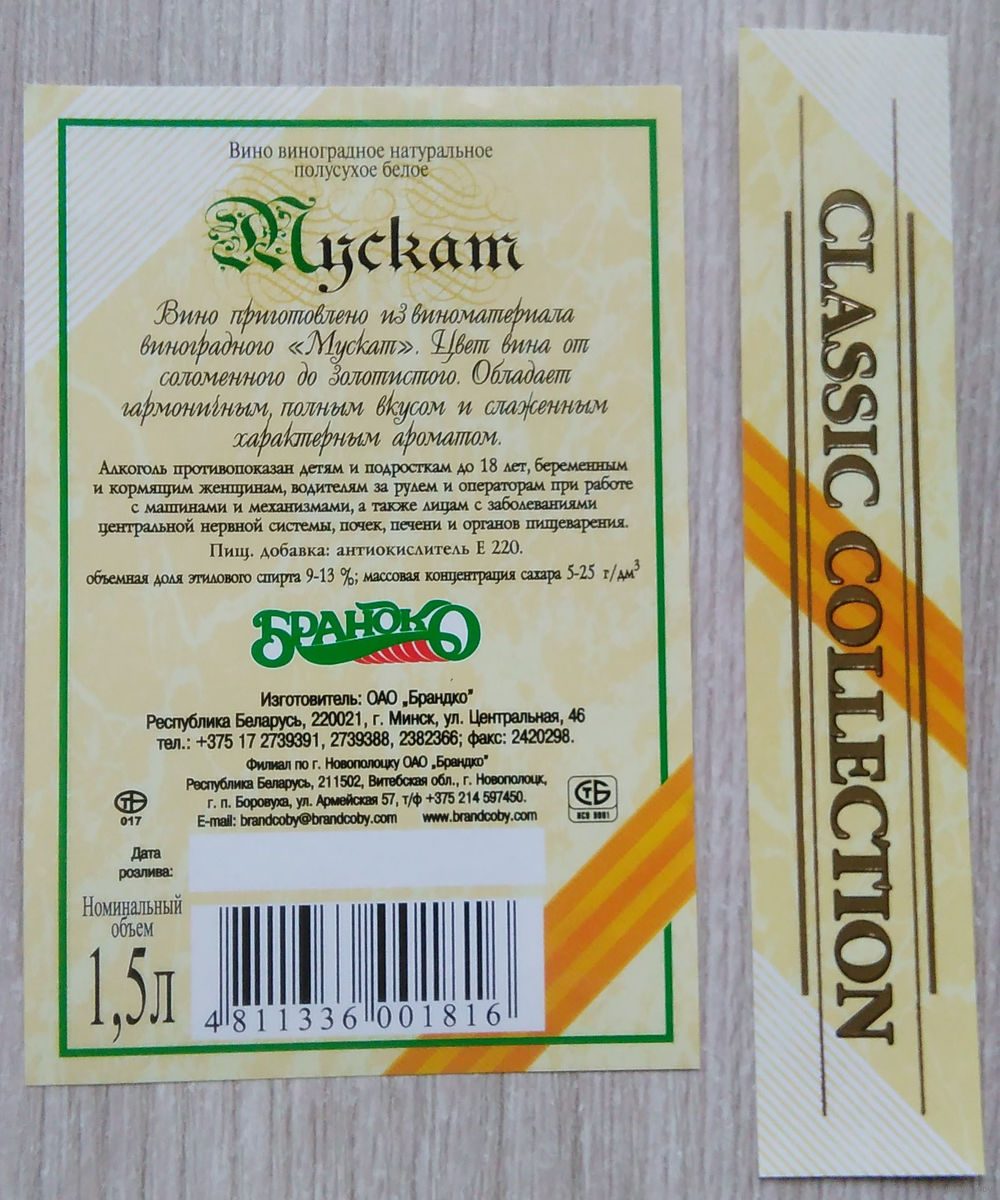 Вино виноградное натуральное
полусухое белое
Мускат
Вино приготовлено из виноматериала
виноградного «Мускат». Цвет вина от
соломенного до золотистого. Обладает
гармоничным, полным вкусом и слаженным
характерным ароматом.
Алкоголь противопоказан детям и подросткам до 18 лет, беременным
и кормящим женщинам, водителям за рулем и операторам при работе
с машинами и механизмами, а также лицам с заболеваниями
центральной нервной системы, почек, печени и органов пищеварения.
Пищ. добавка: антиокислитель Е 220.
объемная доля этилового спирта 9-13 %; массовая концентрация сахара 5-25 г/дм³
БРАНДКО
Изготовитель: ОАО „Брандко”
Республика Беларусь, 220021, г. Минск, ул. Центральная, 46
тел.: +375 17 2739391, 2739388, 2382366; факс: 2420298.
Филиал по г. Новополоцку ОАО „Брандко”
Республика Беларусь, 211502, Витебская обл., г. Новополоцк,
г. п. Боровуха, ул. Армейская 57, т/ф +375 214 597450.
E-mail: brandcoby@brandcoby.com www.brandcoby.com
СТБ
017
СТБ
ИСО 9001
Дата
розлива:
Номинальный
объем
1,5л
4 811336 001816
CLASSIC COLLECTION